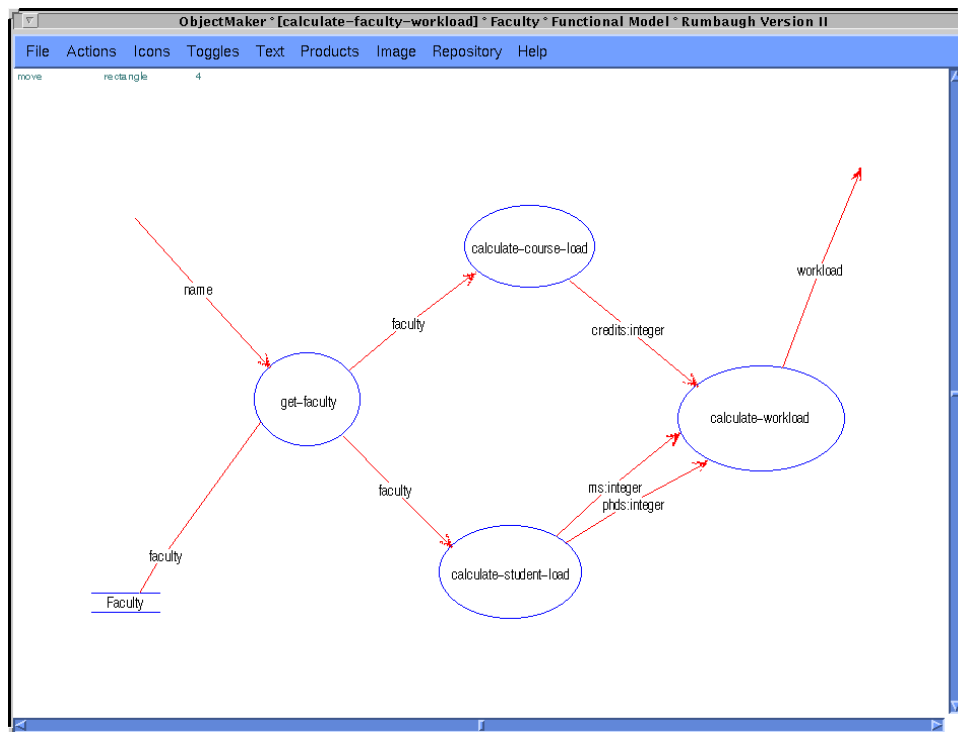 ObjectMaker * [calculate-faculty-workload] * Faculty * Functional Model * Rumbaugh Version II
File Actions Icons Toggles Text Products Image Repository Help
move rectangle 4
calculate-course-load
workload
name
faculty
credits:integer
get-faculty
calculate-workload
faculty
ms:integer
phds:integer
faculty
calculate-student-load
Faculty